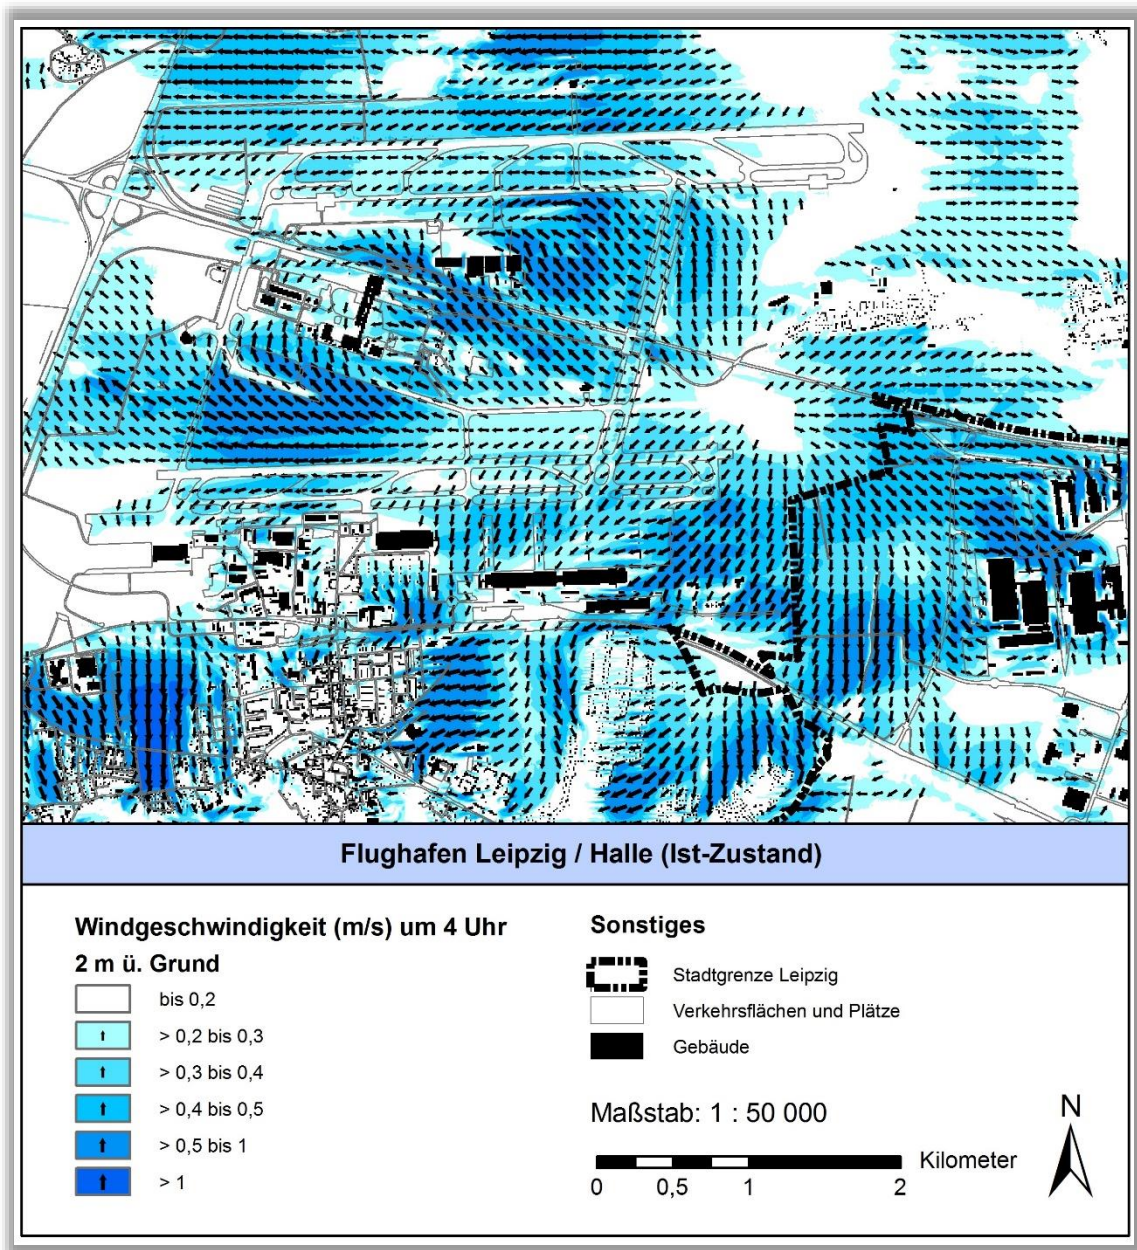 Flughafen Leipzig / Halle (Ist-Zustand)
Windgeschwindigkeit (m/s) um 4 Uhr
2 m ü. Grund
bis 0,2
> 0,2 bis 0,3
> 0,3 bis 0,4
> 0,4 bis 0,5
> 0,5 bis 1
> 1
Sonstiges
Stadtgrenze Leipzig
Verkehrsflächen und Plätze
Gebäude
Maßstab: 1 : 50 000
N
Kilometer
0 0,5 1 2